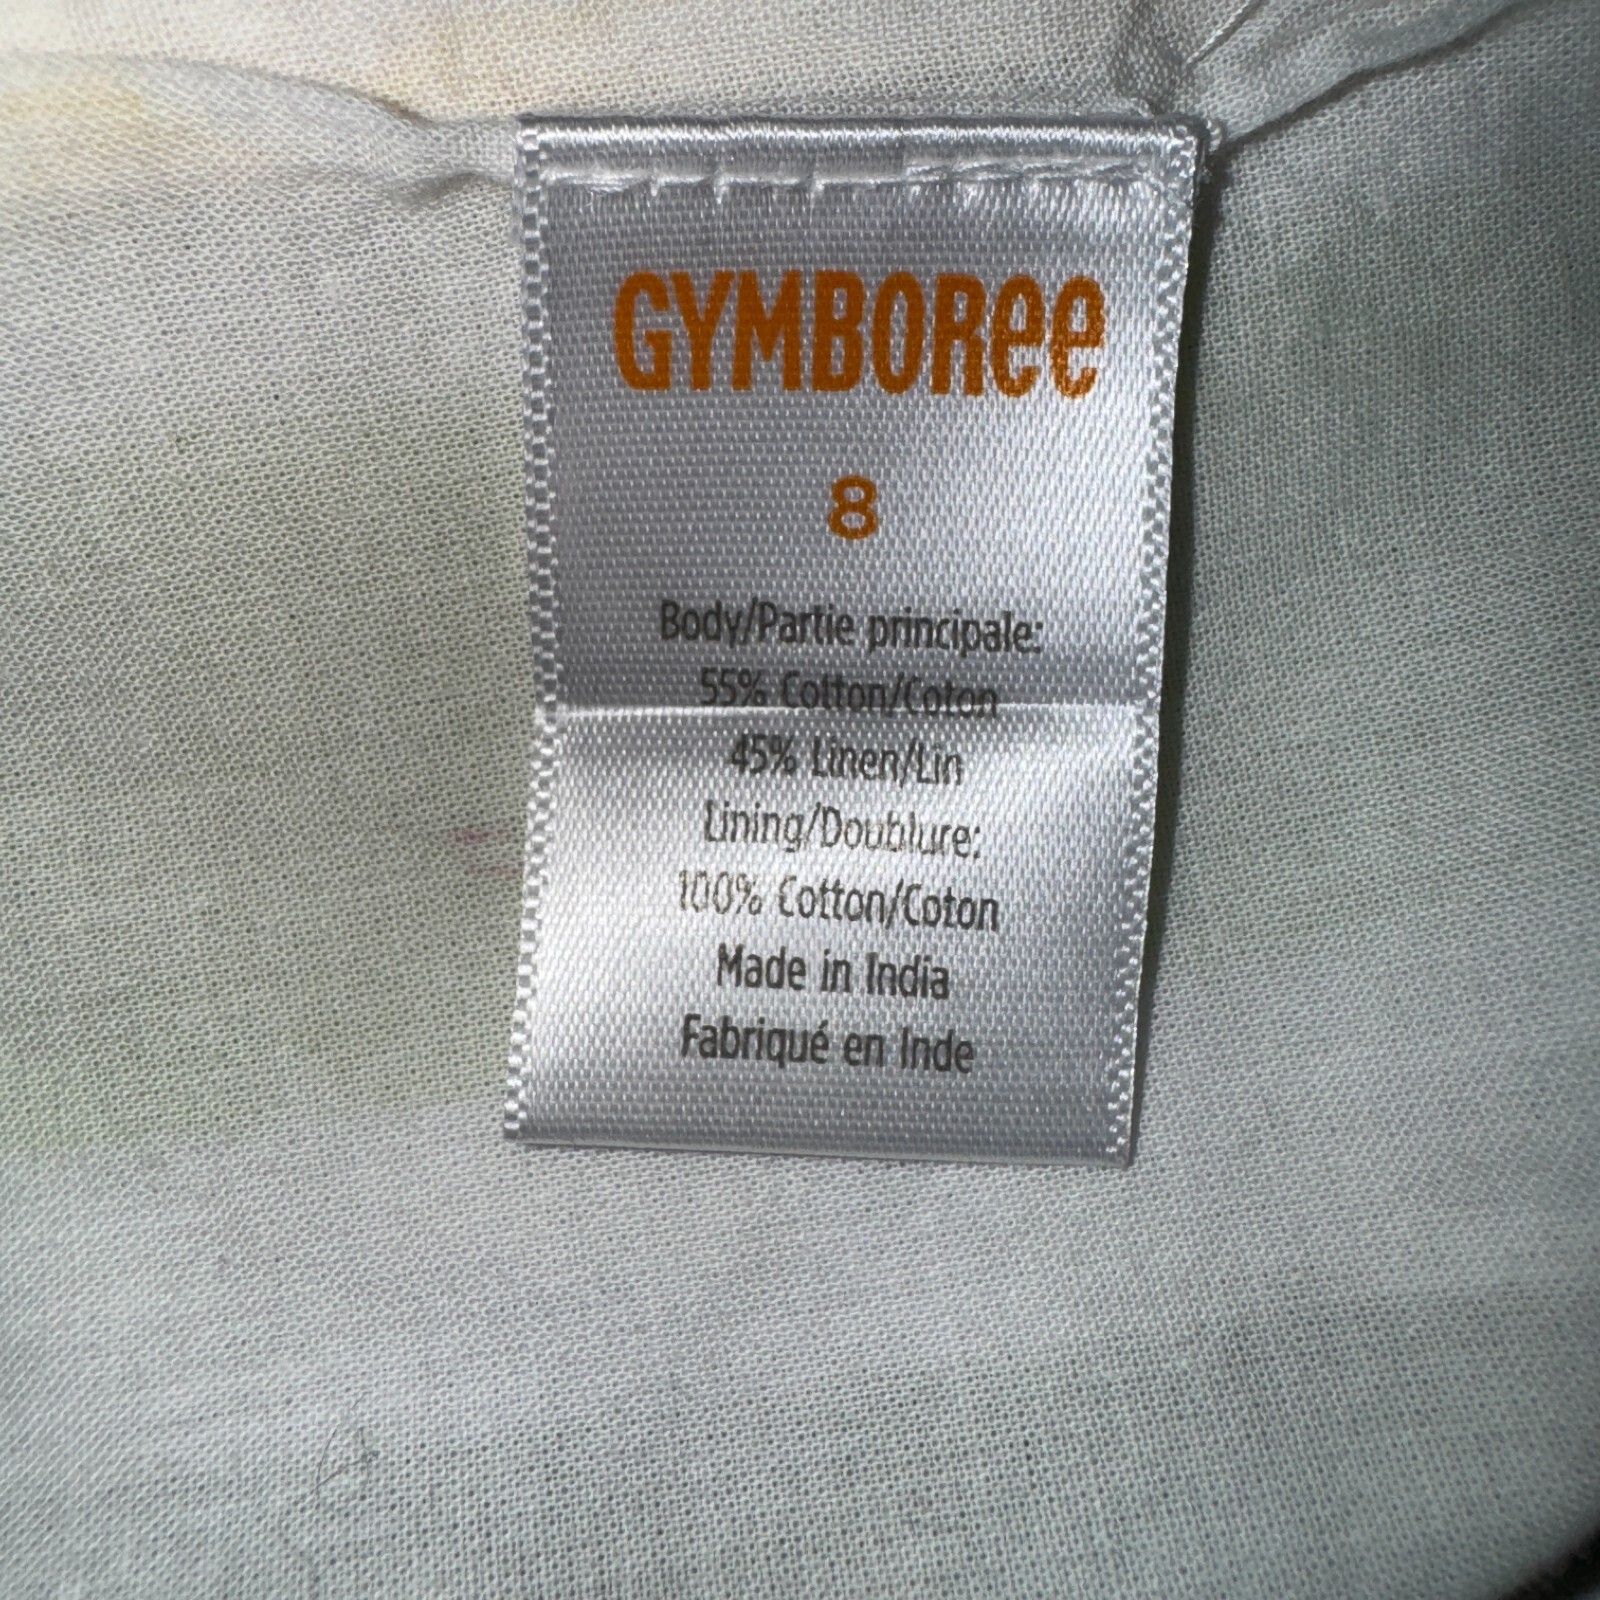 GYMBOREE
8
Body/Partie principale:
55% Cotton/Coton
45% Linen/Lin
Lining/Doublure:
100% Cotton/Coton
Made in India
Fabriqué en Inde